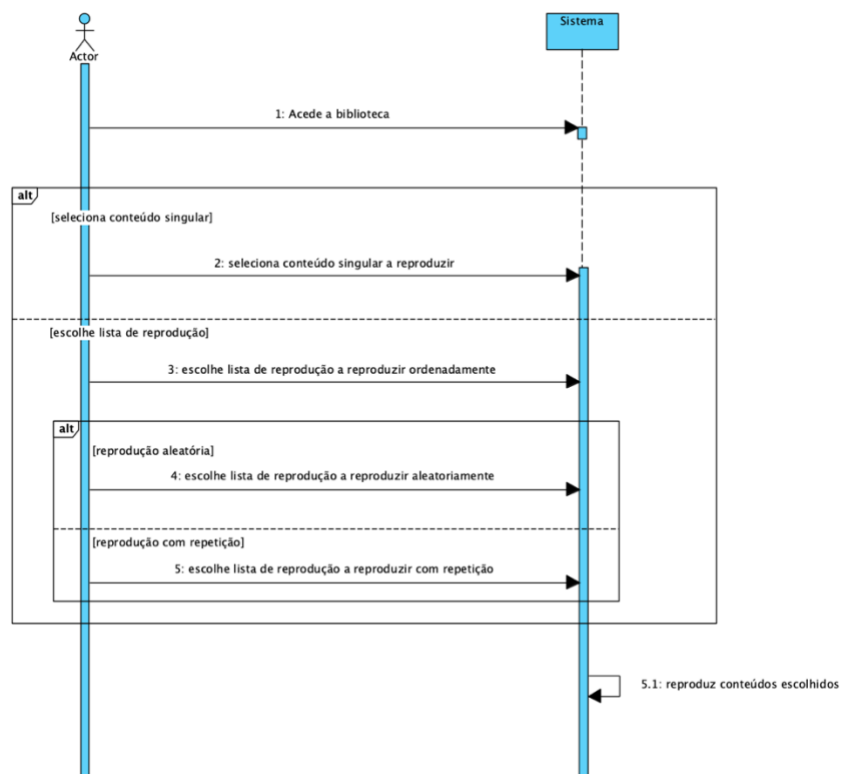 Actor
Sistema
1: Acede a biblioteca
alt
[seleciona conteúdo singular]
2: seleciona conteúdo singular a reproduzir
[escolhe lista de reprodução]
3: escolhe lista de reprodução a reproduzir ordenadamente
alt
[reprodução aleatória]
4: escolhe lista de reprodução a reproduzir aleatoriamente
[reprodução com repetição]
5: escolhe lista de reprodução a reproduzir com repetição
5.1: reproduz conteúdos escolhidos